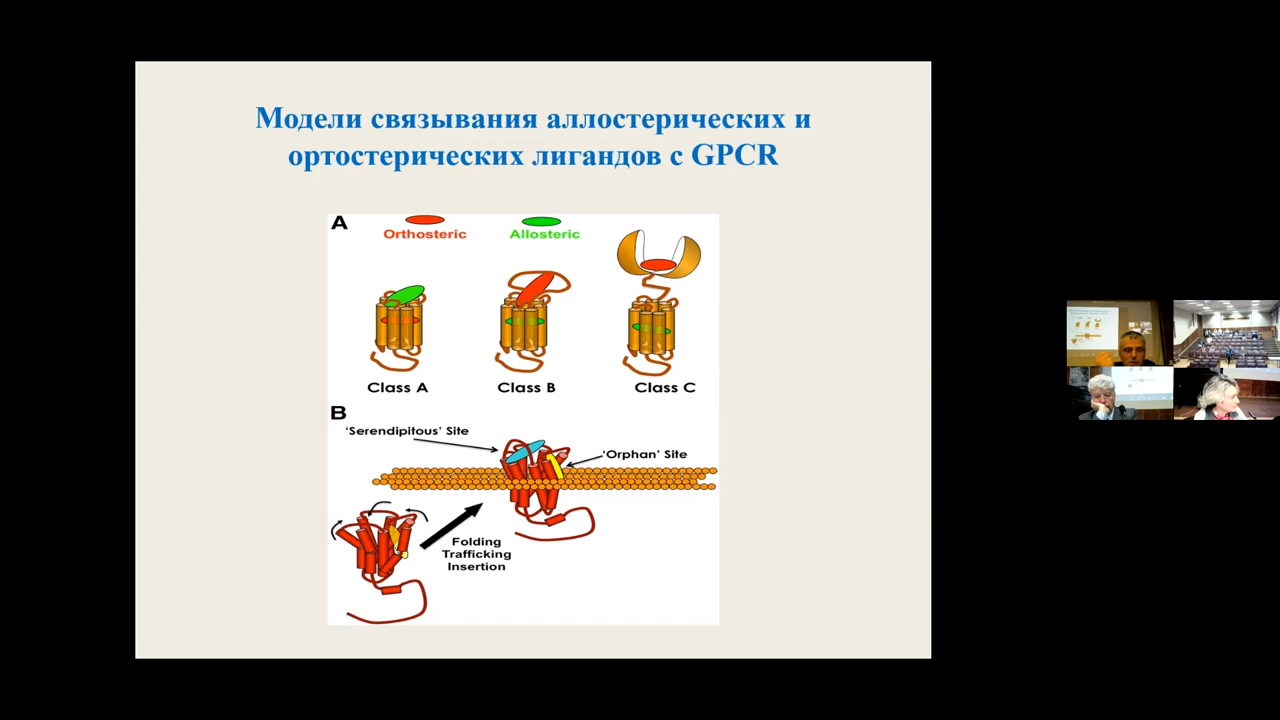 Модели связывания аллостерических и
ортостерических лигандов с GPCR
A
Orthosteric
Allosteric
Class A
Class B
Class C
B
'Serendipitous' Site
'Orphan' Site
Folding
Trafficking
Insertion